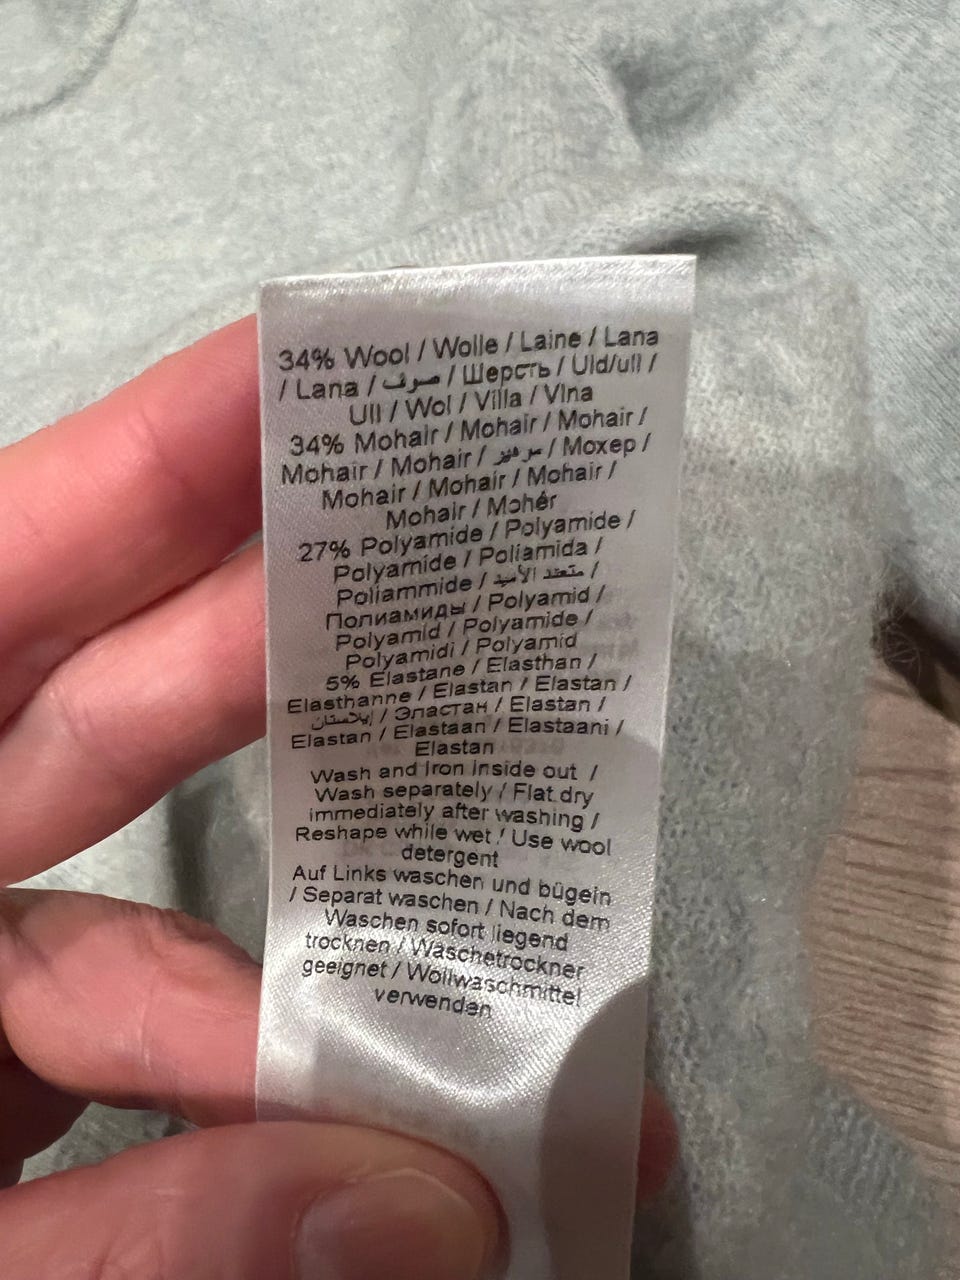 34% Wool / Wolle / Laine / Lana
/ Lana / صوف / Шерсть / Uld/ull /
Ull / Wol / Villa / Vlna
34% Mohair / Mohair / Mohair /
Mohair / Mohair / موهير / Мохер /
Mohair / Mohair / Mohair /
Mohair / Mohér
27% Polyamide / Polyamide /
Polyamide / Poliamida /
Poliammide / متعدد الأميد /
Полиамиды / Polyamid /
Polyamid / Polyamide /
Polyamidi / Polyamid
5% Elastane / Elasthan /
Elasthanne / Elastan / Elastan /
إيلاستان / Эластан / Elastan /
Elastan / Elastaan / Elastaani /
Elastan
Wash and Iron inside out /
Wash separately / Flat dry
immediately after washing /
Reshape while wet / Use wool
detergent
Auf Links waschen und bügeln
/ Separat waschen / Nach dem
Waschen sofort liegend
trocknen / Wäschetrockner
geeignet / Wollwaschmittel
verwenden